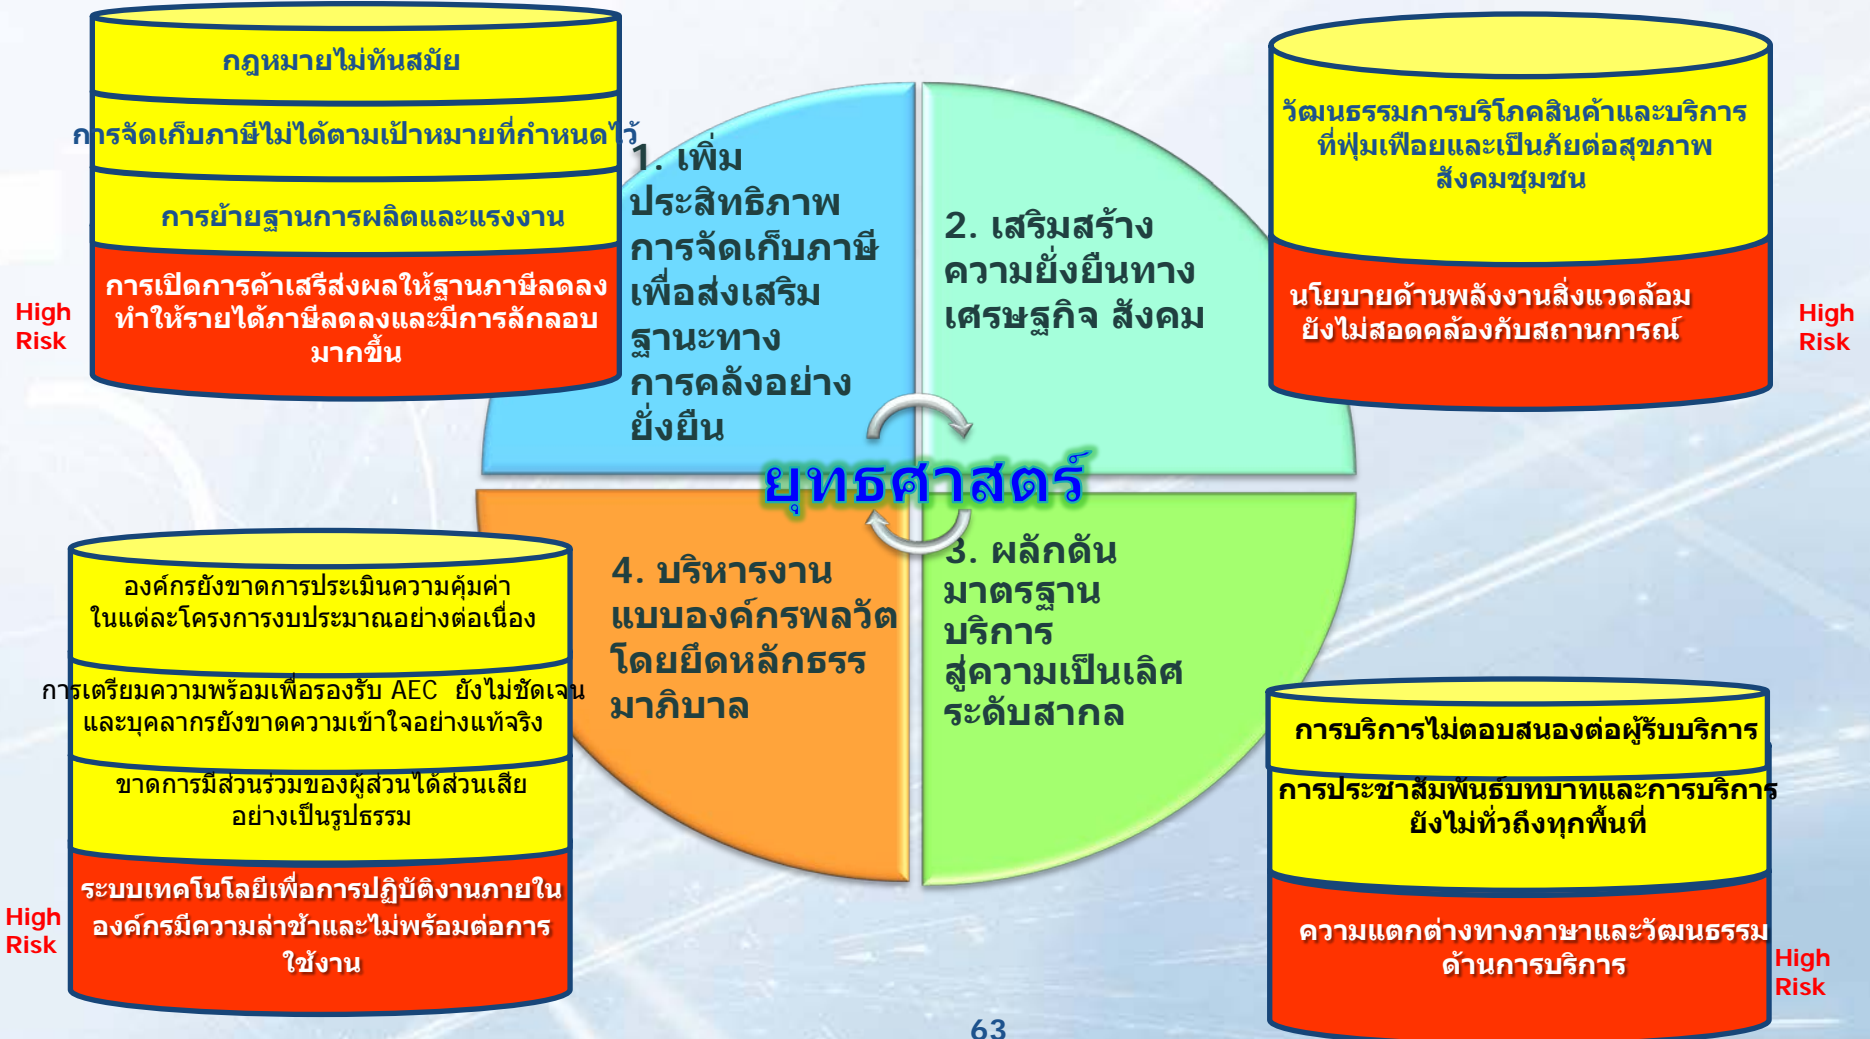 กฎหมายไม่ทันสมัย
การจัดเก็บภาษีไม่ได้ตามเป้าหมายที่กำหนดไว้
การย้ายฐานการผลิตและแรงงาน
การเปิดการค้าเสรีส่งผลให้ฐานภาษีลดลง
ทำให้รายได้ภาษีลดลงและมีการลักลอบ
มากขึ้น
High
Risk
1. เพิ่ม
ประสิทธิภาพ
การจัดเก็บภาษี
เพื่อส่งเสริม
ฐานะทาง
การคลังอย่าง
ยั่งยืน
2. เสริมสร้าง
ความยั่งยืนทาง
เศรษฐกิจ สังคม
วัฒนธรรมการบริโภคสินค้าและบริการ
ที่ฟุ่มเฟือยและเป็นภัยต่อสุขภาพ
สังคมชุมชน
นโยบายด้านพลังงานสิ่งแวดล้อม
ยังไม่สอดคล้องกับสถานการณ์
High
Risk
ยุทธศาสตร์
องค์กรยังขาดการประเมินความคุ้มค่า
ในแต่ละโครงการงบประมาณอย่างต่อเนื่อง
การเตรียมความพร้อมเพื่อรองรับ AEC ยังไม่ชัดเจน
และบุคลากรยังขาดความเข้าใจอย่างแท้จริง
ขาดการมีส่วนร่วมของผู้ส่วนได้ส่วนเสีย
อย่างเป็นรูปธรรม
ระบบเทคโนโลยีเพื่อการปฏิบัติงานภายใน
องค์กรมีความล่าช้าและไม่พร้อมต่อการ
ใช้งาน
High
Risk
4. บริหารงาน
แบบองค์กรพลวัต
โดยยึดหลักธรร
มาภิบาล
3. ผลักดัน
มาตรฐาน
บริการ
สู่ความเป็นเลิศ
ระดับสากล
การบริการไม่ตอบสนองต่อผู้รับบริการ
การประชาสัมพันธ์บทบาทและการบริการ
ยังไม่ทั่วถึงทุกพื้นที่
ความแตกต่างทางภาษาและวัฒนธรรม
ด้านการบริการ
High
Risk
63